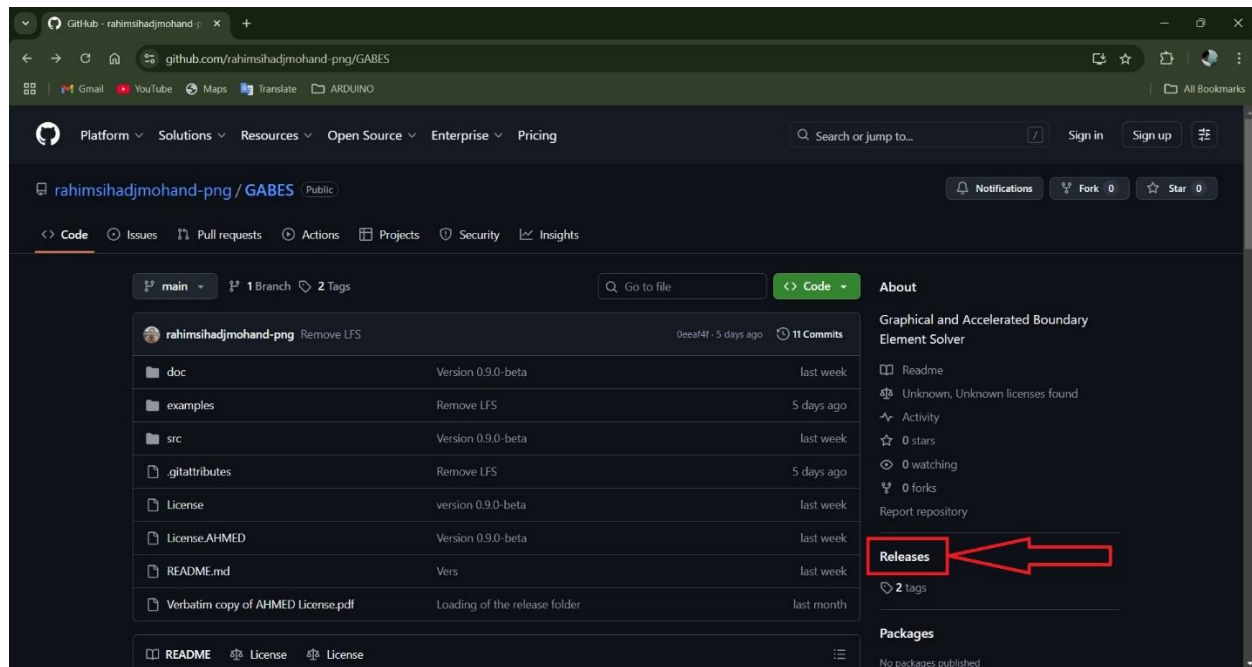 GitHub - rahimsihadjmohand-p
github.com/rahimsihadjmohand-png/GABES
Gmail YouTube Maps Translate ARDUINO All Bookmarks
Platform Solutions Resources Open Source Enterprise Pricing Search or jump to... / Sign in Sign up
rahimsihadjmohand-png / GABES Public Notifications Fork 0 Star 0
Code Issues Pull requests Actions Projects Security Insights
main 1 Branch 2 Tags Go to file Code
rahimsihadjmohand-png Remove LFS 0eeaf4f · 5 days ago 11 Commits
doc Version 0.9.0-beta last week
examples Remove LFS 5 days ago
src Version 0.9.0-beta last week
.gitattributes Remove LFS 5 days ago
License version 0.9.0-beta last week
License.AHMED Version 0.9.0-beta last week
README.md Vers last week
Verbatim copy of AHMED License.pdf Loading of the release folder last month
README License License
About
Graphical and Accelerated Boundary
Element Solver
Readme
Unknown, Unknown licenses found
Activity
0 stars
0 watching
0 forks
Report repository
Releases
2 tags
Packages
No packages published